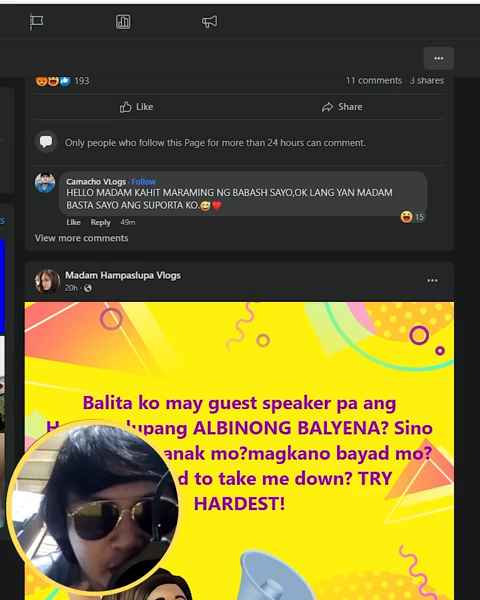 193
11 comments 3 shares
Like
Share
Only people who follow this Page for more than 24 hours can comment.
Camacho VLogs · Follow
HELLO MADAM KAHIT MARAMING NG BABASH SAYO,OK LANG YAN MADAM
BASTA SAYO ANG SUPORTA KO.😅❤️
Like Reply 49m
15
View more comments
Madam Hampaslupa Vlogs
20h ·
Balita ko may guest speaker pa ang
ALBINONG BALYENA? Sino
anak mo?magkano bayad mo?
to take me down? TRY
HARDEST!